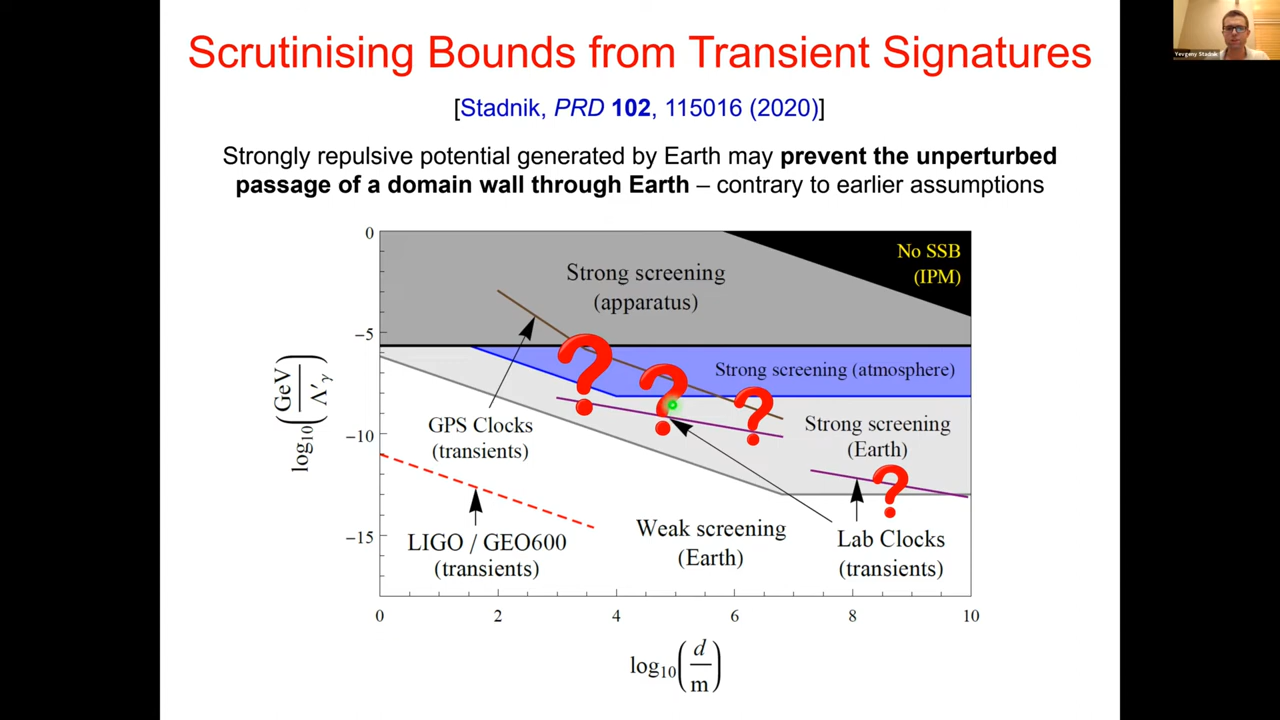 Scrutinising Bounds from Transient Signatures
Yevgeny Stadnik
[Stadnik, PRD 102, 115016 (2020)]
Strongly repulsive potential generated by Earth may prevent the unperturbed
passage of a domain wall through Earth – contrary to earlier assumptions
0
−5
−10
−15
log₁₀(GeV/Λ′γ)
No SSB
(IPM)
Strong screening
(apparatus)
Strong screening (atmosphere)
?
?
?
?
GPS Clocks
(transients)
Strong screening
(Earth)
LIGO / GEO600
(transients)
Weak screening
(Earth)
Lab Clocks
(transients)
0 2 4 6 8 10
log₁₀(d/m)